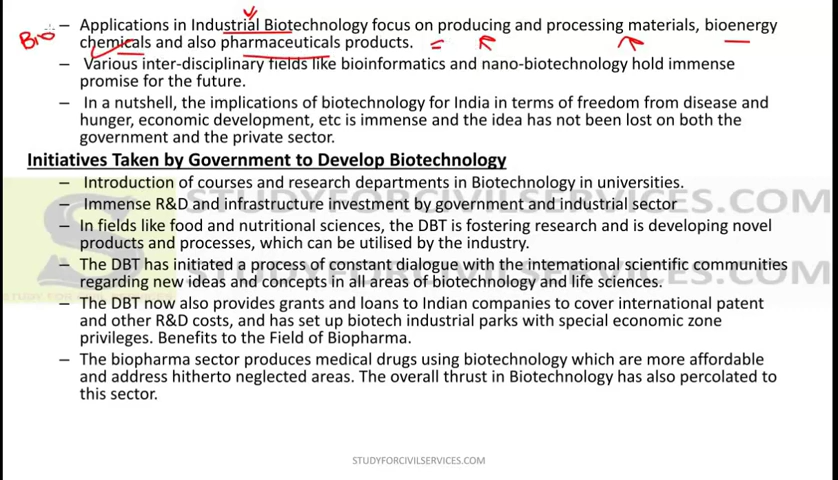 – Applications in Industrial Biotechnology focus on producing and processing materials, bioenergy
Bio
chemicals and also pharmaceuticals products.
– Various inter-disciplinary fields like bioinformatics and nano-biotechnology hold immense
promise for the future.
– In a nutshell, the implications of biotechnology for India in terms of freedom from disease and
hunger, economic development, etc is immense and the idea has not been lost on both the
government and the private sector.
Initiatives Taken by Government to Develop Biotechnology
– Introduction of courses and research departments in Biotechnology in universities.
– Immense R&D and infrastructure investment by government and industrial sector
STUDYFORCIVILSERVICES.COM
– In fields like food and nutritional sciences, the DBT is fostering research and is developing novel
products and processes, which can be utilised by the industry.
– The DBT has initiated a process of constant dialogue with the international scientific communities
STUDYFORCIVILSERVICES.COM
regarding new ideas and concepts in all areas of biotechnology and life sciences.
– The DBT now also provides grants and loans to Indian companies to cover international patent
and other R&D costs, and has set up biotech industrial parks with special economic zone
privileges. Benefits to the Field of Biopharma.
– The biopharma sector produces medical drugs using biotechnology which are more affordable
and address hitherto neglected areas. The overall thrust in Biotechnology has also percolated to
this sector.
STUDYFORCIVILSERVICES.COM